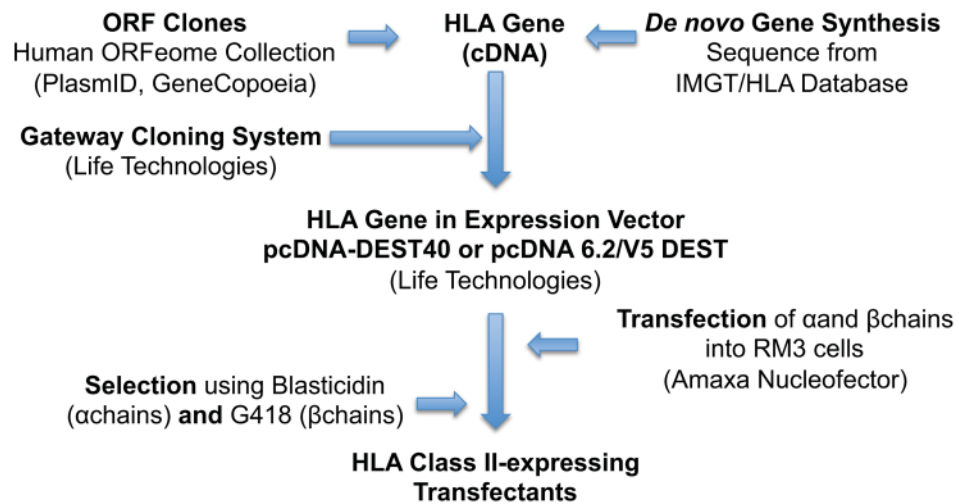 ORF Clones
Human ORFeome Collection
(PlasmID, GeneCopoeia)
HLA Gene
(cDNA)
De novo Gene Synthesis
Sequence from
IMGT/HLA Database
Gateway Cloning System
(Life Technologies)
HLA Gene in Expression Vector
pcDNA-DEST40 or pcDNA 6.2/V5 DEST
(Life Technologies)
Transfection of αand βchains
into RM3 cells
(Amaxa Nucleofector)
Selection using Blasticidin
(αchains) and G418 (βchains)
HLA Class II-expressing
Transfectants